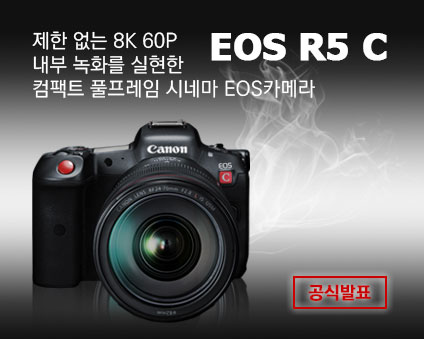 제한 없는 8K 60P
내부 녹화를 실현한
컴팩트 풀프레임 시네마 EOS카메라
EOS R5 C
Canon
EOS
C
공식발표